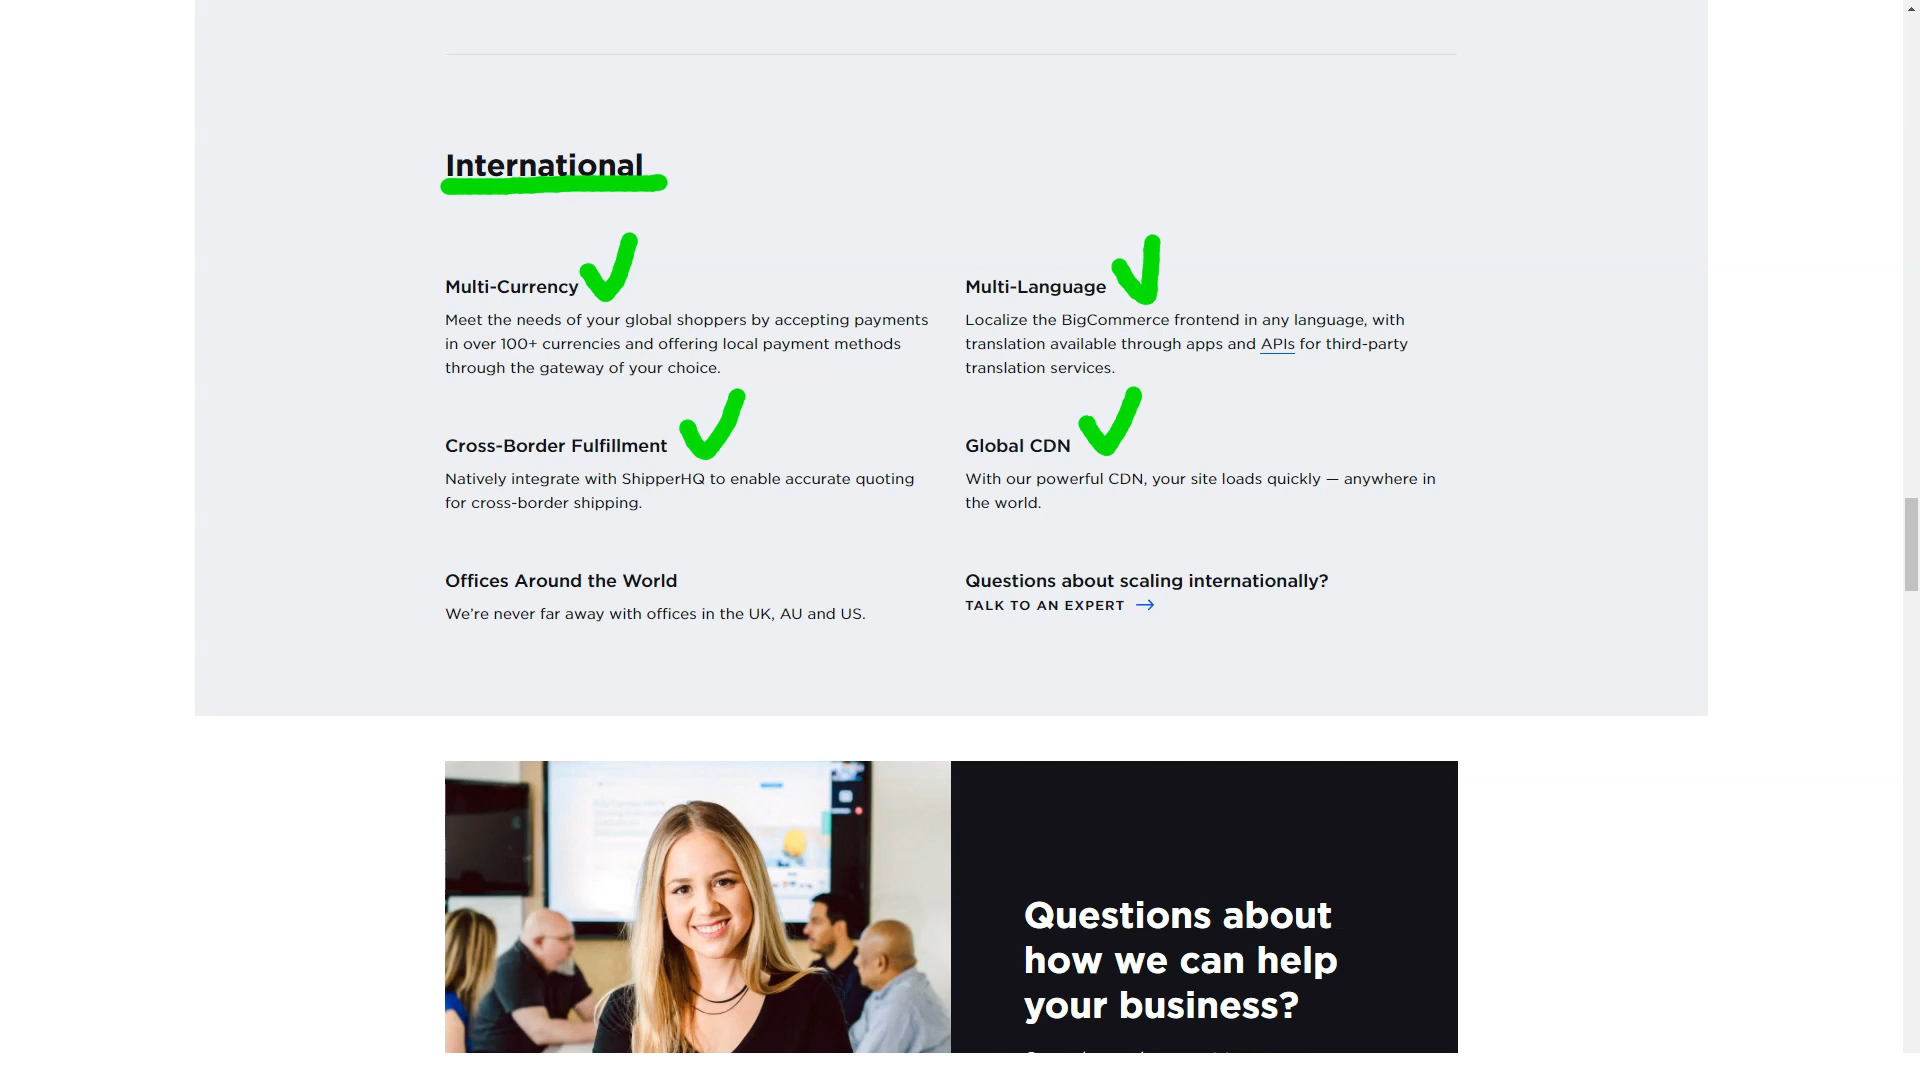 International
Multi-Currency
Meet the needs of your global shoppers by accepting payments
in over 100+ currencies and offering local payment methods
through the gateway of your choice.
Multi-Language
Localize the BigCommerce frontend in any language, with
translation available through apps and APIs for third-party
translation services.
Cross-Border Fulfillment
Natively integrate with ShipperHQ to enable accurate quoting
for cross-border shipping.
Global CDN
With our powerful CDN, your site loads quickly — anywhere in
the world.
Offices Around the World
We’re never far away with offices in the UK, AU and US.
Questions about scaling internationally?
TALK TO AN EXPERT
Questions about
how we can help
your business?